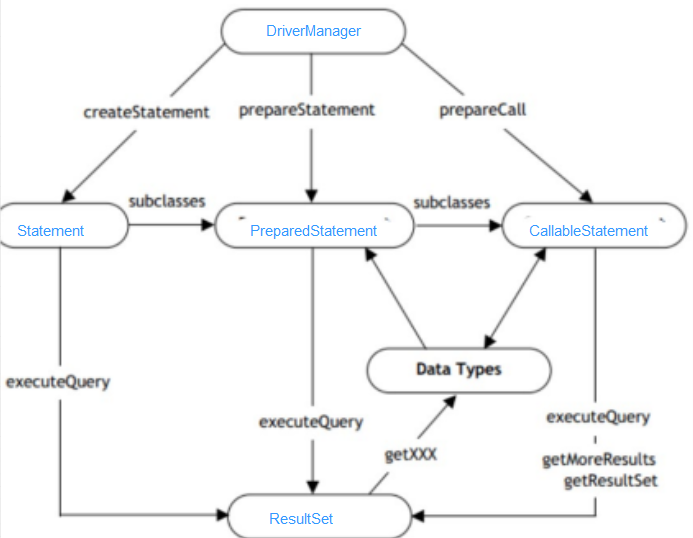 DriverManager
createStatement
prepareStatement
prepareCall
subclasses
subclasses
Statement
PreparedStatement
CallableStatement
Data Types
executeQuery
executeQuery
executeQuery
getXXX
getMoreResults
getResultSet
ResultSet